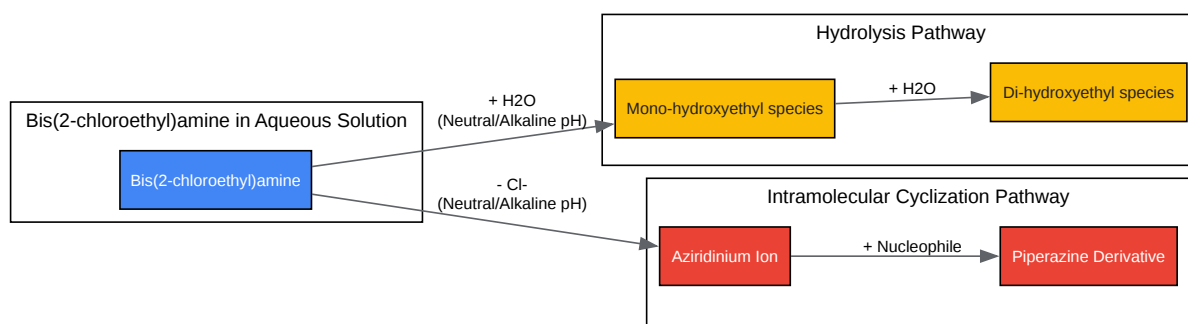 Hydrolysis Pathway
Mono-hydroxyethyl species
+ H2O
Di-hydroxyethyl species
Bis(2-chloroethyl)amine in Aqueous Solution
Bis(2-chloroethyl)amine
+ H2O
(Neutral/Alkaline pH)
- Cl-
(Neutral/Alkaline pH)
Intramolecular Cyclization Pathway
Aziridinium Ion
+ Nucleophile
Piperazine Derivative